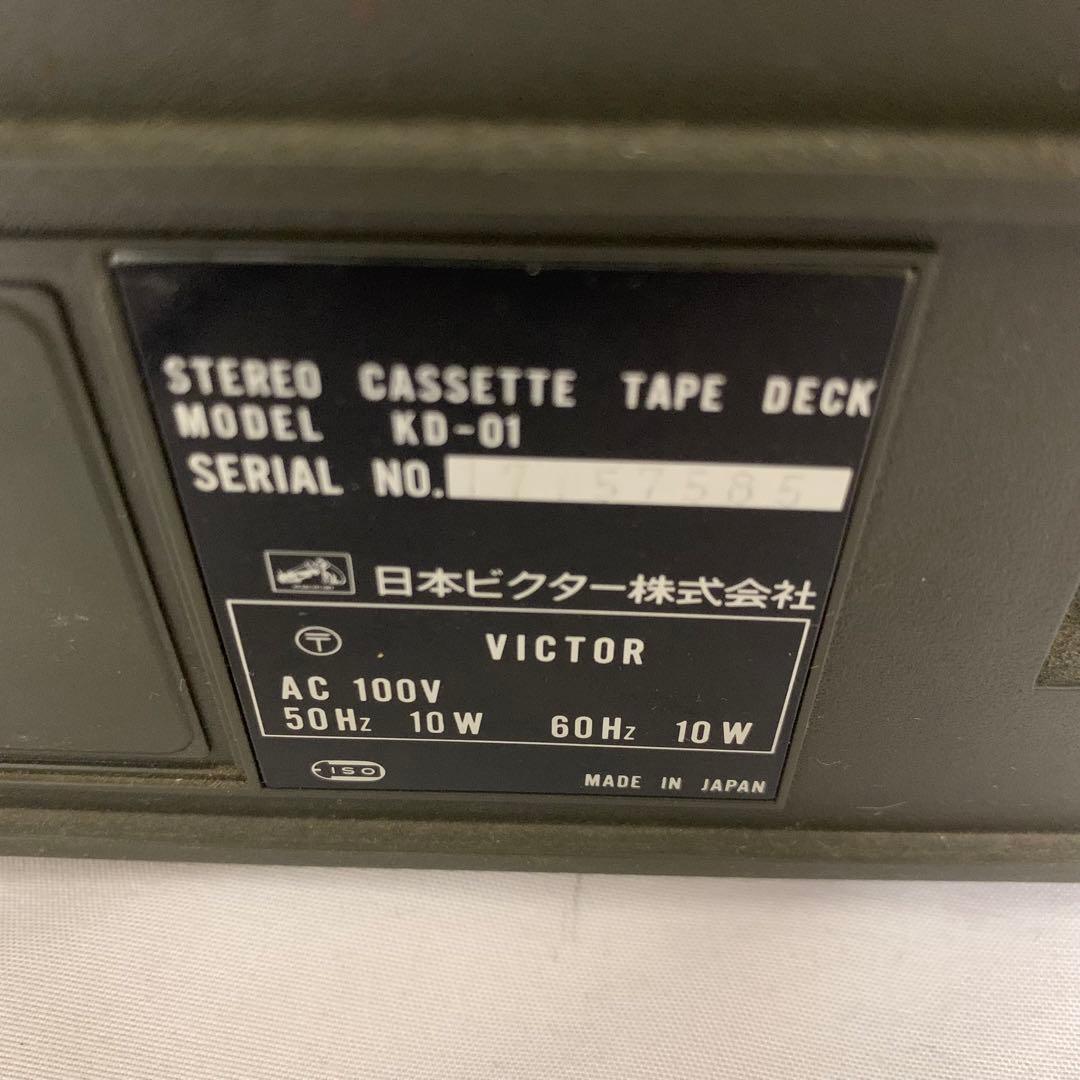 STEREO CASSETTE TAPE DECK
MODEL KD-01
SERIAL NO. 57585
日本ビクター株式会社
〒 VICTOR
AC 100V
50Hz 10W 60Hz 10W
ISO
MADE IN JAPAN